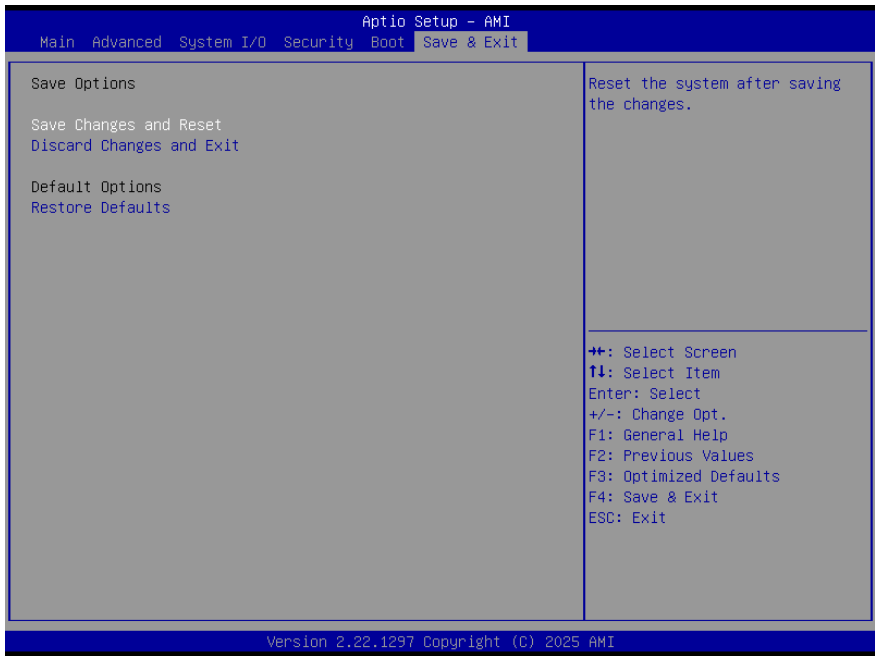 Aptio Setup – AMI
Main Advanced System I/O Security Boot Save & Exit
Save Options
Save Changes and Reset
Discard Changes and Exit
Default Options
Restore Defaults
Reset the system after saving
the changes.
→←: Select Screen
↑↓: Select Item
Enter: Select
+/-: Change Opt.
F1: General Help
F2: Previous Values
F3: Optimized Defaults
F4: Save & Exit
ESC: Exit
Version 2.22.1297 Copyright (C) 2025 AMI